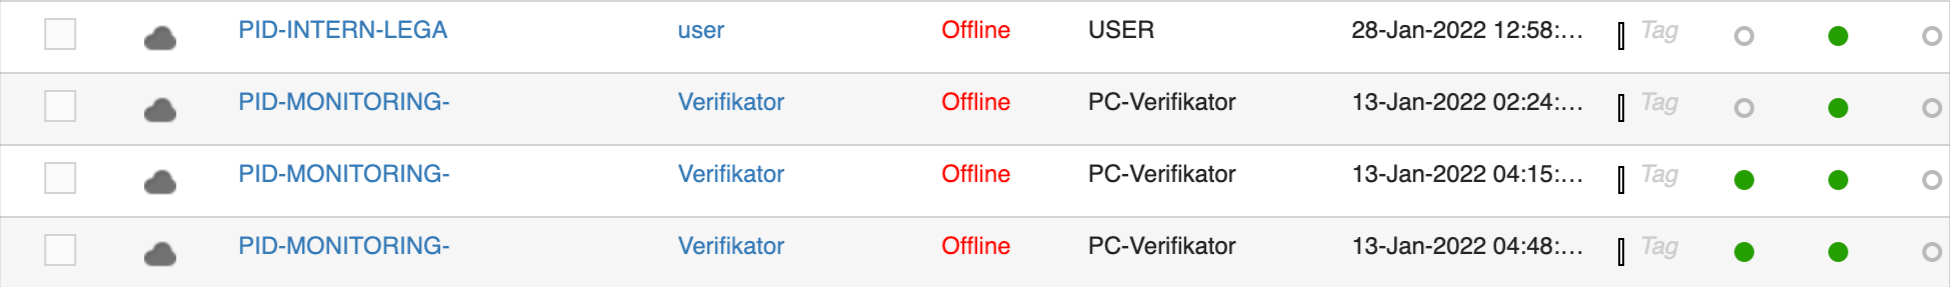 PID-INTERN-LEGA user Offline USER 28-Jan-2022 12:58:... Tag
PID-MONITORING- Verifikator Offline PC-Verifikator 13-Jan-2022 02:24:... Tag
PID-MONITORING- Verifikator Offline PC-Verifikator 13-Jan-2022 04:15:... Tag
PID-MONITORING- Verifikator Offline PC-Verifikator 13-Jan-2022 04:48:... Tag